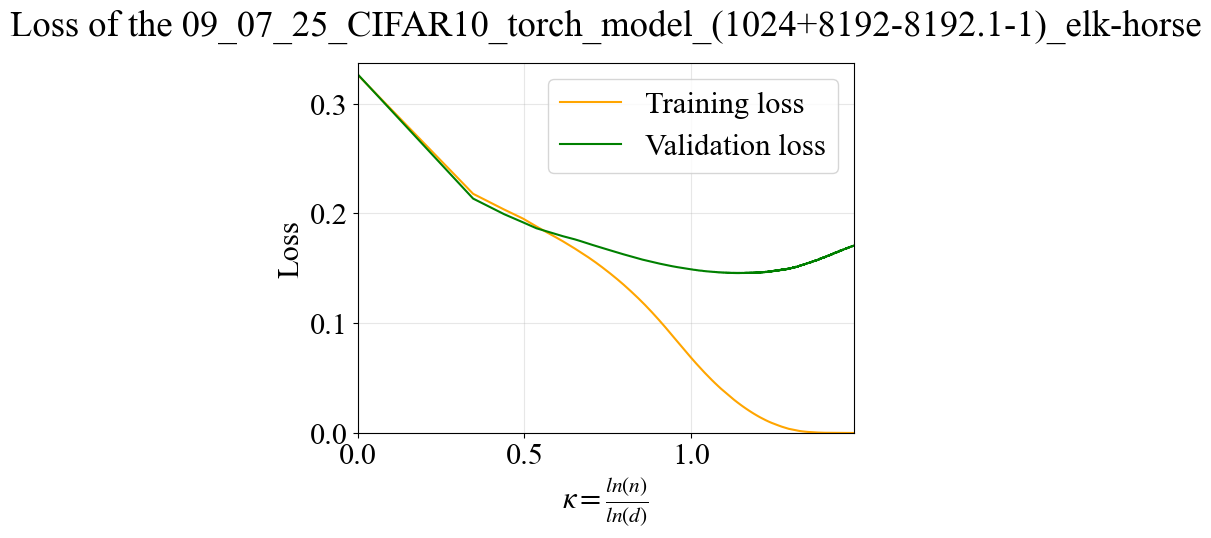 Loss of the 09_07_25_CIFAR10_torch_model_(1024+8192-8192.1-1)_elk-horse
Training loss
Validation loss
Loss
0.3
0.2
0.1
0.0
0.0 0.5 1.0
κ = ln(n)/ln(d)